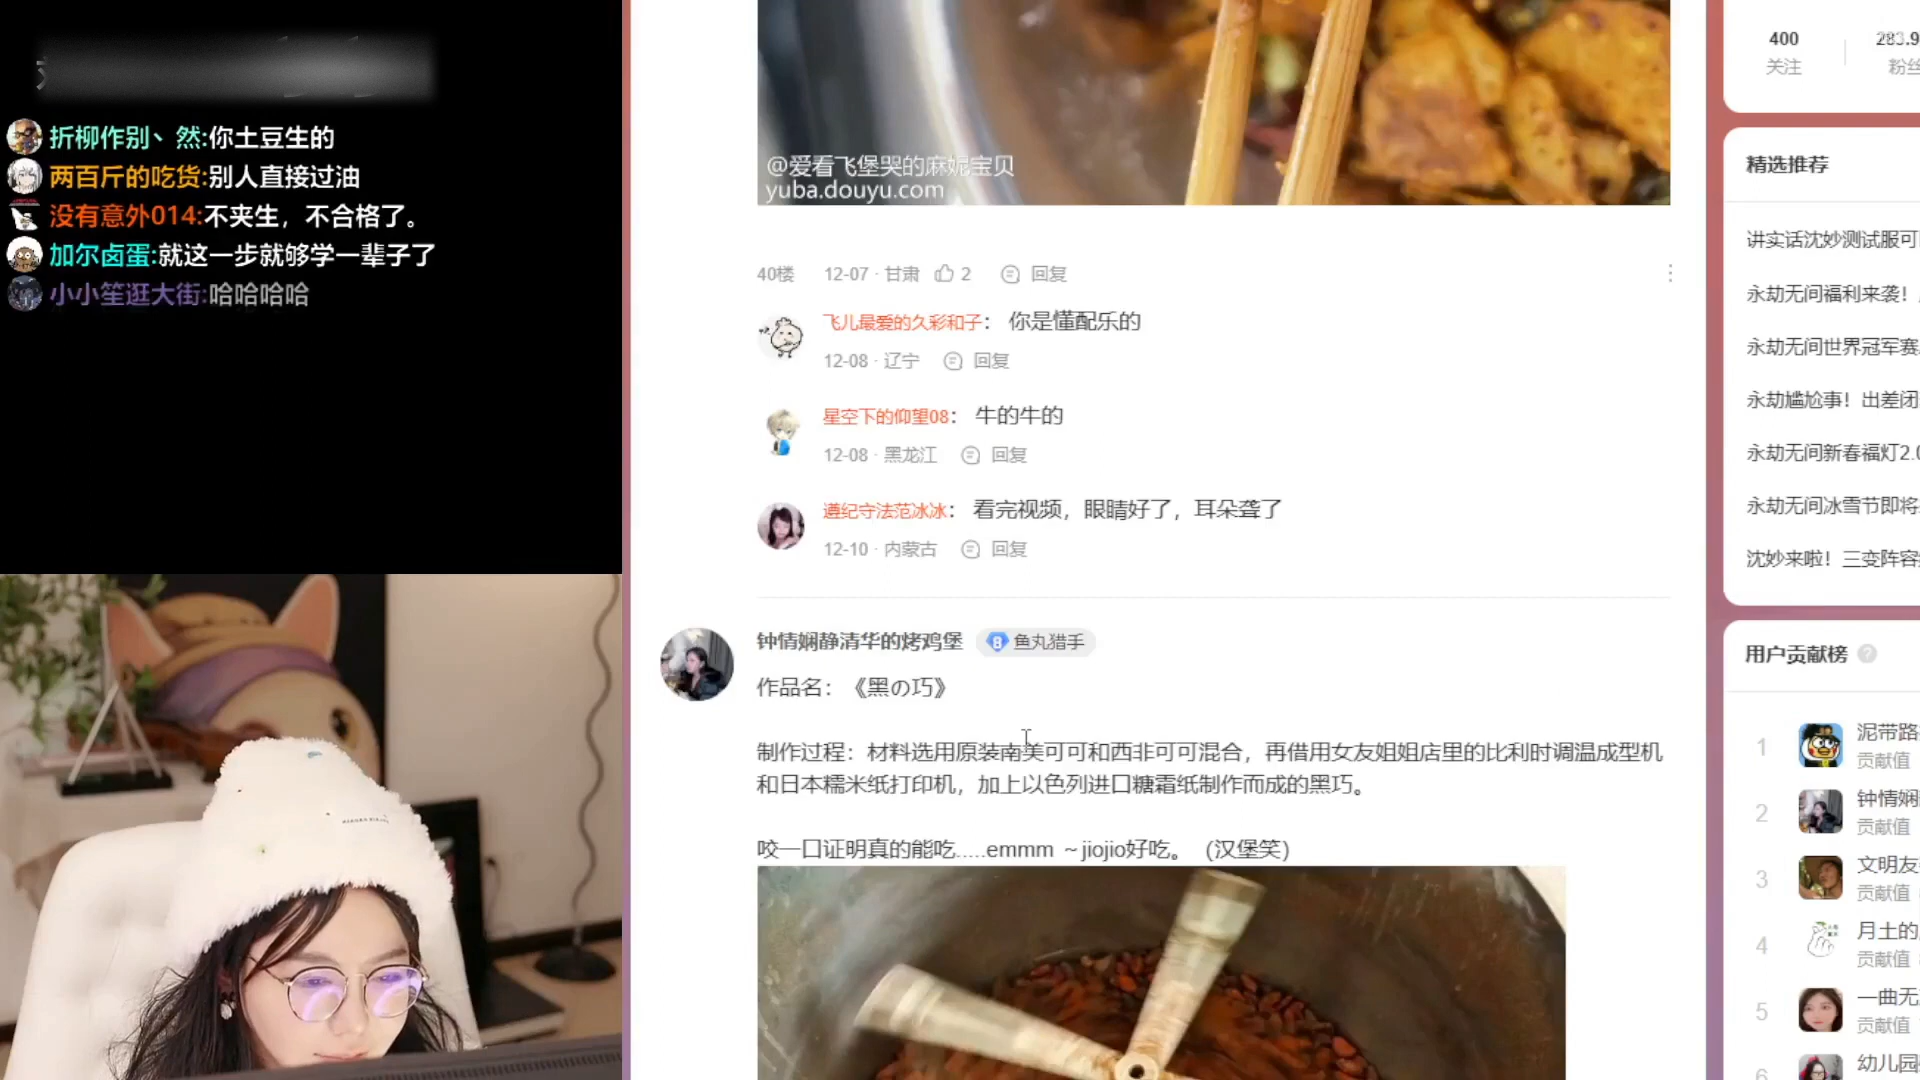 折柳作别、然:你土豆生的
两百斤的吃货:别人直接过油
没有意外014:不夹生，不合格了。
加尔卤蛋:就这一步就够学一辈子了
小小笙逛大街:哈哈哈哈
@爱看飞堡哭的麻妮宝贝
yuba.douyu.com
40楼 12-07 · 甘肃 2 回复
飞儿最爱的久彩和子： 你是懂配乐的
12-08 · 辽宁 回复
星空下的仰望08： 牛的牛的
12-08 · 黑龙江 回复
遵纪守法范冰冰： 看完视频，眼睛好了，耳朵聋了
12-10 · 内蒙古 回复
钟情娴静清华的烤鸡堡 8 鱼丸猎手
作品名：《黑の巧》
制作过程：材料选用原装南美可可和西非可可混合，再借用女友姐姐店里的比利时调温成型机
和日本糯米纸打印机，加上以色列进口糖霜纸制作而成的黑巧。
咬一口证明真的能吃.....emmm ～jiojio好吃。（汉堡笑）
400 283.9
关注 粉丝
精选推荐
讲实话沈妙测试服可
永劫无间福利来袭！
永劫无间世界冠军赛
永劫尴尬事！出差闭
永劫无间新春福灯2.0
永劫无间冰雪节即将
沈妙来啦！三变阵容
用户贡献榜 ?
1 泥带路
贡献值
2 钟情娴
贡献值
3 文明友
贡献值
4 月土的
贡献值
5 一曲无
贡献值
6 幼儿园